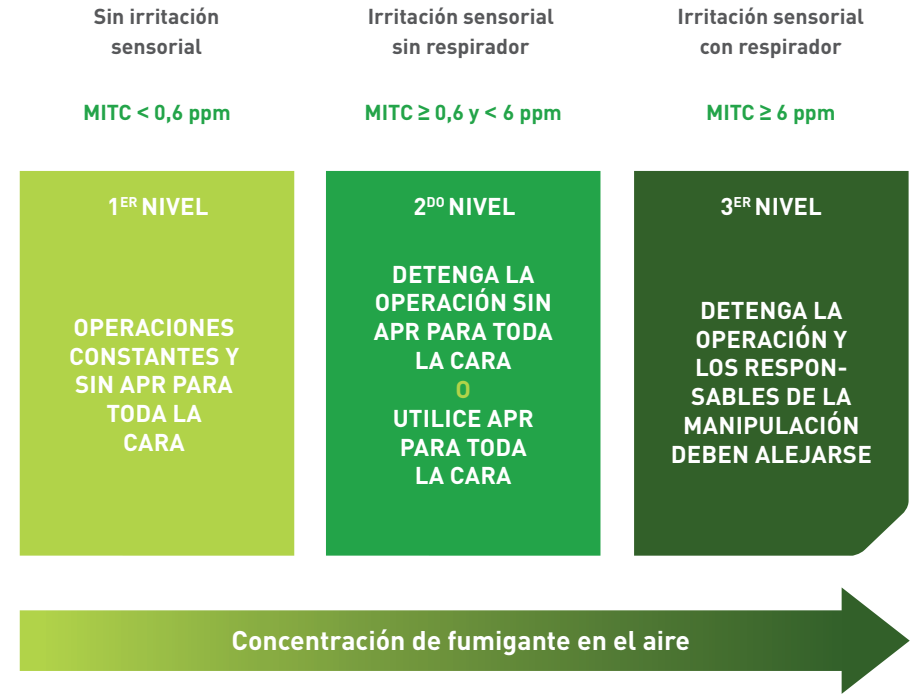 Sin irritación
sensorial
MITC < 0,6 ppm
1ER NIVEL
OPERACIONES
CONSTANTES Y
SIN APR PARA
TODA LA
CARA
Irritación sensorial
sin respirador
MITC ≥ 0,6 y < 6 ppm
2DO NIVEL
DETENGA LA
OPERACIÓN SIN
APR PARA TODA
LA CARA
O
UTILICE APR
PARA TODA
LA CARA
Irritación sensorial
con respirador
MITC ≥ 6 ppm
3ER NIVEL
DETENGA LA
OPERACIÓN Y
LOS RESPON-
SABLES DE LA
MANIPULACIÓN
DEBEN ALEJARSE
Concentración de fumigante en el aire